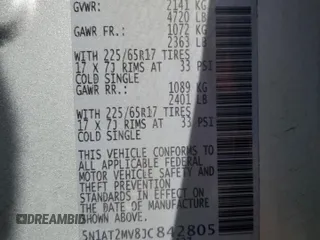 GVWR: 2141 KG
4720 LB
GAWR FR.: 1072 KG
2363 LB
WITH 225/65R17 TIRES
17 X 7J RIMS AT 33 PSI
COLD SINGLE
GAWR RR.: 1089 KG
2401 LB
WITH 225/65R17 TIRES
17 X 7J RIMS AT 33 PSI
COLD SINGLE
THIS VEHICLE CONFORMS TO
ALL APPLICABLE FEDERAL
MOTOR VEHICLE SAFETY AND
THEFT PREVENTION
STANDARDS IN EFFECT ON
THE DATE OF MANUFACTURE
SHOWN ABOVE.
5N1AT2MV8JC842805
DREAMBID